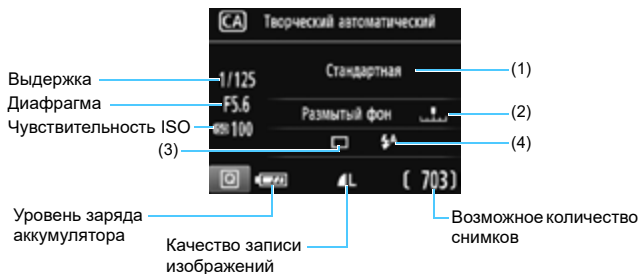 CA Творческий автоматический
Стандартная
(1)
Выдержка
1/125
Диафрагма
F5.6
Размытый фон
(2)
Чувствительность ISO
ISO 100
(3)
(4)
Q
L
( 703)
Уровень заряда
аккумулятора
Качество записи
изображений
Возможное количество
снимков